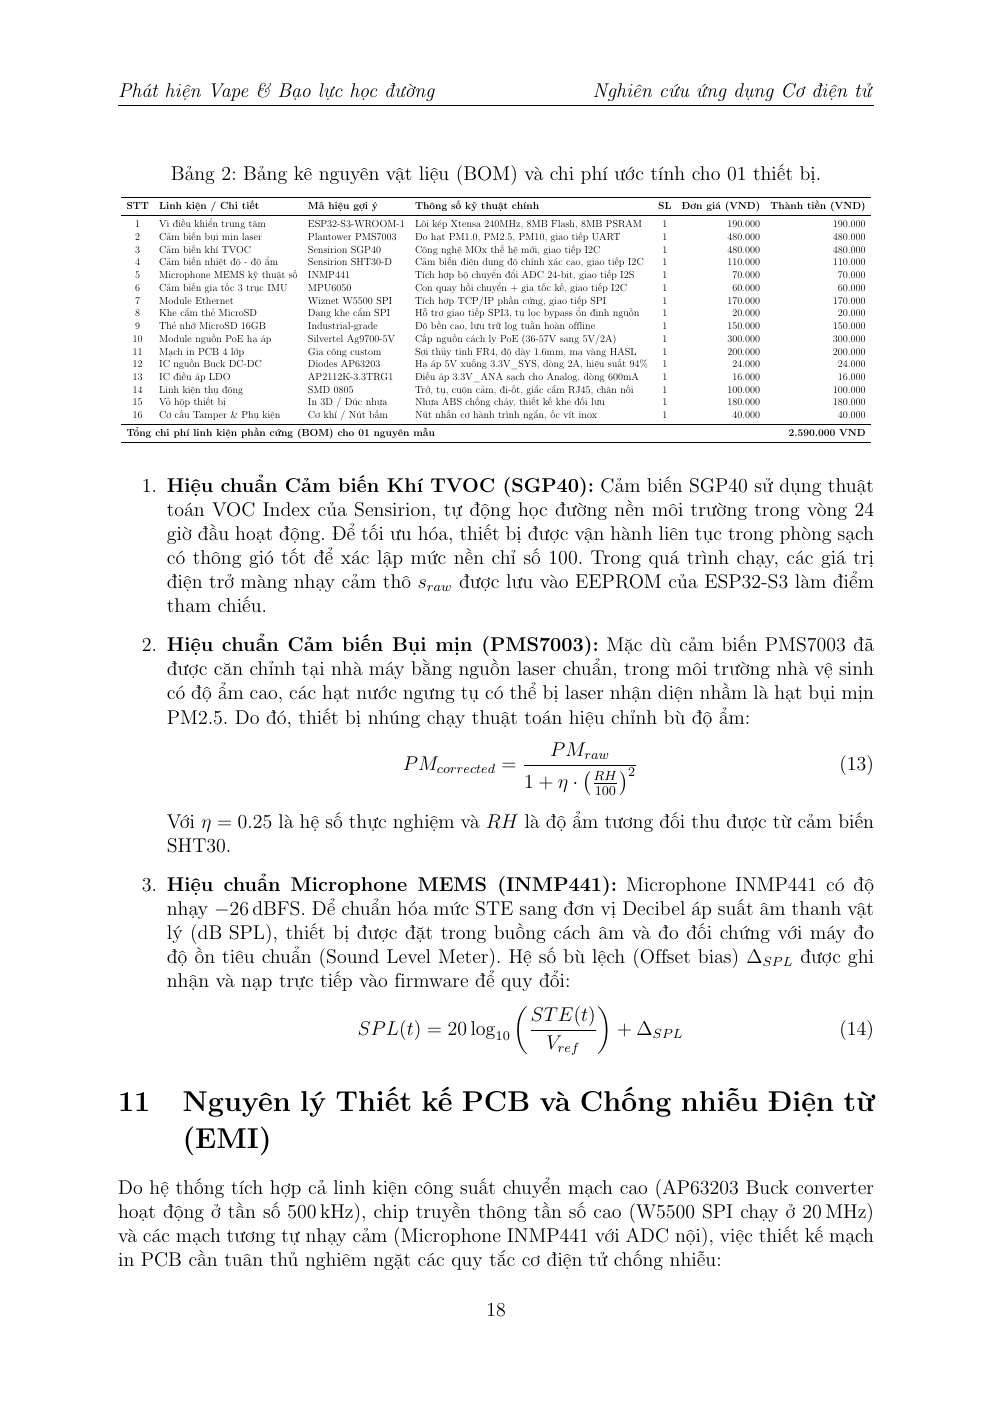 Phát hiện Vape & Bạo lực học đường Nghiên cứu ứng dụng Cơ điện tử
Bảng 2: Bảng kê nguyên vật liệu (BOM) và chi phí ước tính cho 01 thiết bị.
STT Linh kiện / Chi tiết Mã hiệu gợi ý Thông số kỹ thuật chính SL Đơn giá (VND) Thành tiền (VND)
1 Vi điều khiển trung tâm ESP32-S3-WROOM-1 Lõi kép Xtensa 240MHz, 8MB Flash, 8MB PSRAM 1 190.000 190.000
2 Cảm biến bụi mịn laser Plantower PMS7003 Đo hạt PM1.0, PM2.5, PM10, giao tiếp UART 1 480.000 480.000
3 Cảm biến khí TVOC Sensirion SGP40 Công nghệ MOx thế hệ mới, giao tiếp I2C 1 480.000 480.000
4 Cảm biến nhiệt độ - độ ẩm Sensirion SHT30-D Cảm biến điện dung độ chính xác cao, giao tiếp I2C 1 110.000 110.000
5 Microphone MEMS kỹ thuật số INMP441 Tích hợp bộ chuyển đổi ADC 24-bit, giao tiếp I2S 1 70.000 70.000
6 Cảm biến gia tốc 3 trục IMU MPU6050 Con quay hồi chuyển + gia tốc kế, giao tiếp I2C 1 60.000 60.000
7 Module Ethernet Wiznet W5500 SPI Tích hợp TCP/IP phần cứng, giao tiếp SPI 1 170.000 170.000
8 Khe cắm thẻ MicroSD Dạng khe cắm SPI Hỗ trợ giao tiếp SPI3, tụ lọc bypass ổn định nguồn 1 20.000 20.000
9 Thẻ nhớ MicroSD 16GB Industrial-grade Độ bền cao, lưu trữ log tuần hoàn offline 1 150.000 150.000
10 Module nguồn PoE hạ áp Silvertel Ag9700-5V Cấp nguồn cách ly PoE (36-57V sang 5V/2A) 1 300.000 300.000
11 Mạch in PCB 4 lớp Gia công custom Sợi thủy tinh FR4, độ dày 1.6mm, mạ vàng HASL 1 200.000 200.000
12 IC nguồn Buck DC-DC Diodes AP63203 Hạ áp 5V xuống 3.3V_SYS, dòng 2A, hiệu suất 94% 1 24.000 24.000
13 IC điều áp LDO AP2112K-3.3TRG1 Điều áp 3.3V_ANA sạch cho Analog, dòng 600mA 1 16.000 16.000
14 Linh kiện thụ động SMD 0805 Trở, tụ, cuộn cảm, đi-ốt, giắc cắm RJ45, chân nối 1 100.000 100.000
15 Vỏ hộp thiết bị In 3D / Đúc nhựa Nhựa ABS chống cháy, thiết kế khe đối lưu 1 180.000 180.000
16 Cơ cấu Tamper & Phụ kiện Cơ khí / Nút bấm Nút nhấn cơ hành trình ngắn, ốc vít inox 1 40.000 40.000
Tổng chi phí linh kiện phần cứng (BOM) cho 01 nguyên mẫu 2.590.000 VND
1. Hiệu chuẩn Cảm biến Khí TVOC (SGP40): Cảm biến SGP40 sử dụng thuật
toán VOC Index của Sensirion, tự động học đường nền môi trường trong vòng 24
giờ đầu hoạt động. Để tối ưu hóa, thiết bị được vận hành liên tục trong phòng sạch
có thông gió tốt để xác lập mức nền chỉ số 100. Trong quá trình chạy, các giá trị
điện trở màng nhạy cảm thô s_raw được lưu vào EEPROM của ESP32-S3 làm điểm
tham chiếu.
2. Hiệu chuẩn Cảm biến Bụi mịn (PMS7003): Mặc dù cảm biến PMS7003 đã
được căn chỉnh tại nhà máy bằng nguồn laser chuẩn, trong môi trường nhà vệ sinh
có độ ẩm cao, các hạt nước ngưng tụ có thể bị laser nhận diện nhầm là hạt bụi mịn
PM2.5. Do đó, thiết bị nhúng chạy thuật toán hiệu chỉnh bù độ ẩm:
PM_corrected = PM_raw / (1 + η · (RH/100)^2) (13)
Với η = 0.25 là hệ số thực nghiệm và RH là độ ẩm tương đối thu được từ cảm biến
SHT30.
3. Hiệu chuẩn Microphone MEMS (INMP441): Microphone INMP441 có độ
nhạy −26 dBFS. Để chuẩn hóa mức STE sang đơn vị Decibel áp suất âm thanh vật
lý (dB SPL), thiết bị được đặt trong buồng cách âm và đo đối chứng với máy đo
độ ồn tiêu chuẩn (Sound Level Meter). Hệ số bù lệch (Offset bias) Δ_SPL được ghi
nhận và nạp trực tiếp vào firmware để quy đổi:
SPL(t) = 20 log_10 (STE(t) / V_ref) + Δ_SPL (14)
11 Nguyên lý Thiết kế PCB và Chống nhiễu Điện từ
(EMI)
Do hệ thống tích hợp cả linh kiện công suất chuyển mạch cao (AP63203 Buck converter
hoạt động ở tần số 500 kHz), chip truyền thông tần số cao (W5500 SPI chạy ở 20 MHz)
và các mạch tương tự nhạy cảm (Microphone INMP441 với ADC nội), việc thiết kế mạch
in PCB cần tuân thủ nghiêm ngặt các quy tắc cơ điện tử chống nhiễu:
18